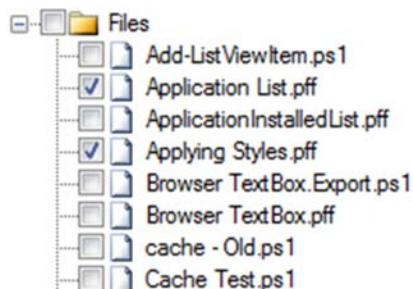 Files
Add-ListViewItem.ps1
Application List.pff
ApplicationInstalledList.pff
Applying Styles.pff
Browser TextBox.Export.ps1
Browser TextBox.pff
cache - Old.ps1
Cache Test.ps1